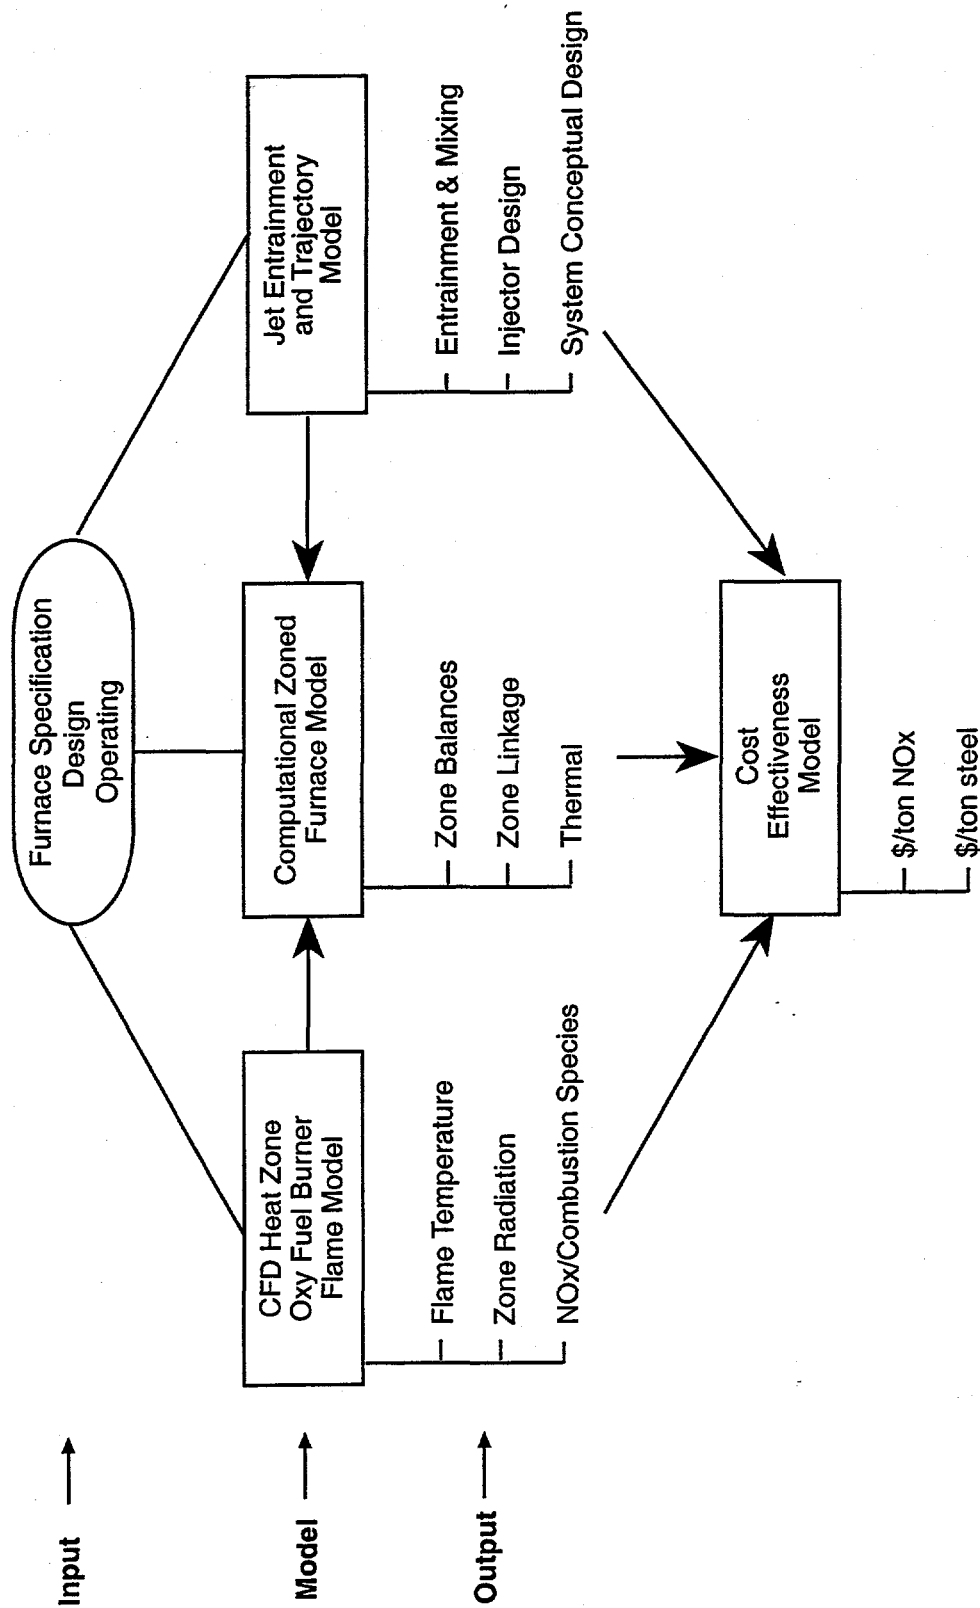 Input
Furnace Specification
Design
Operating
Model
CFD Heat Zone
Oxy Fuel Burner
Flame Model
Computational Zoned
Furnace Model
Jet Entrainment
and Trajectory
Model
Output
Flame Temperature
Zone Radiation
NOx/Combustion Species
Zone Balances
Zone Linkage
Thermal
Entrainment & Mixing
Injector Design
System Conceptual Design
Cost
Effectiveness
Model
$/ton NOx
$/ton steel